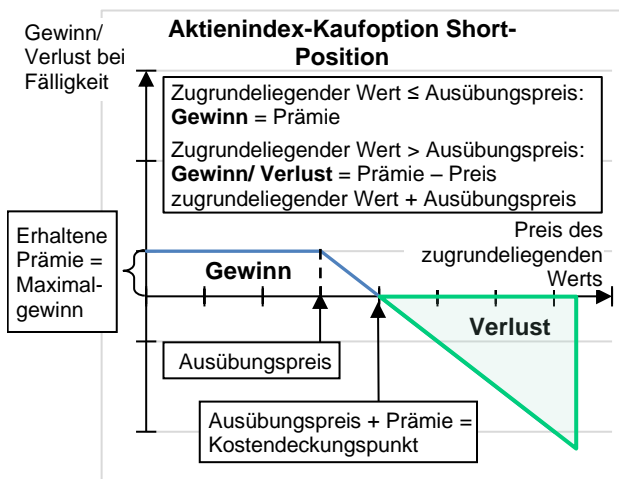 Gewinn/
Verlust bei
Fälligkeit
Aktienindex-Kaufoption Short-
Position
Zugrundeliegender Wert ≤ Ausübungspreis:
Gewinn = Prämie
Zugrundeliegender Wert > Ausübungspreis:
Gewinn/ Verlust = Prämie – Preis
zugrundeliegender Wert + Ausübungspreis
Preis des
zugrundeliegenden
Werts
Erhaltene
Prämie =
Maximal-
gewinn
Gewinn
Verlust
Ausübungspreis
Ausübungspreis + Prämie =
Kostendeckungspunkt